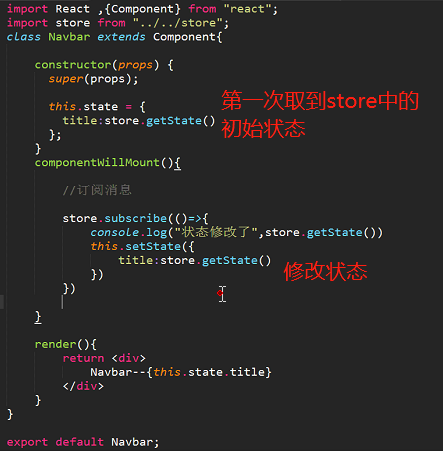 import React ,{Component} from "react";
import store from "../../store";
class Navbar extends Component{
constructor(props) {
super(props);
this.state = {
title:store.getState()
};
}
第一次取到store中的
初始状态
componentWillMount(){
//订阅消息
store.subscribe(()=>{
console.log("状态修改了",store.getState())
this.setState({
title:store.getState()
})
})
修改状态
}
render(){
return <div>
Navbar--{this.state.title}
</div>
}
}
export default Navbar;